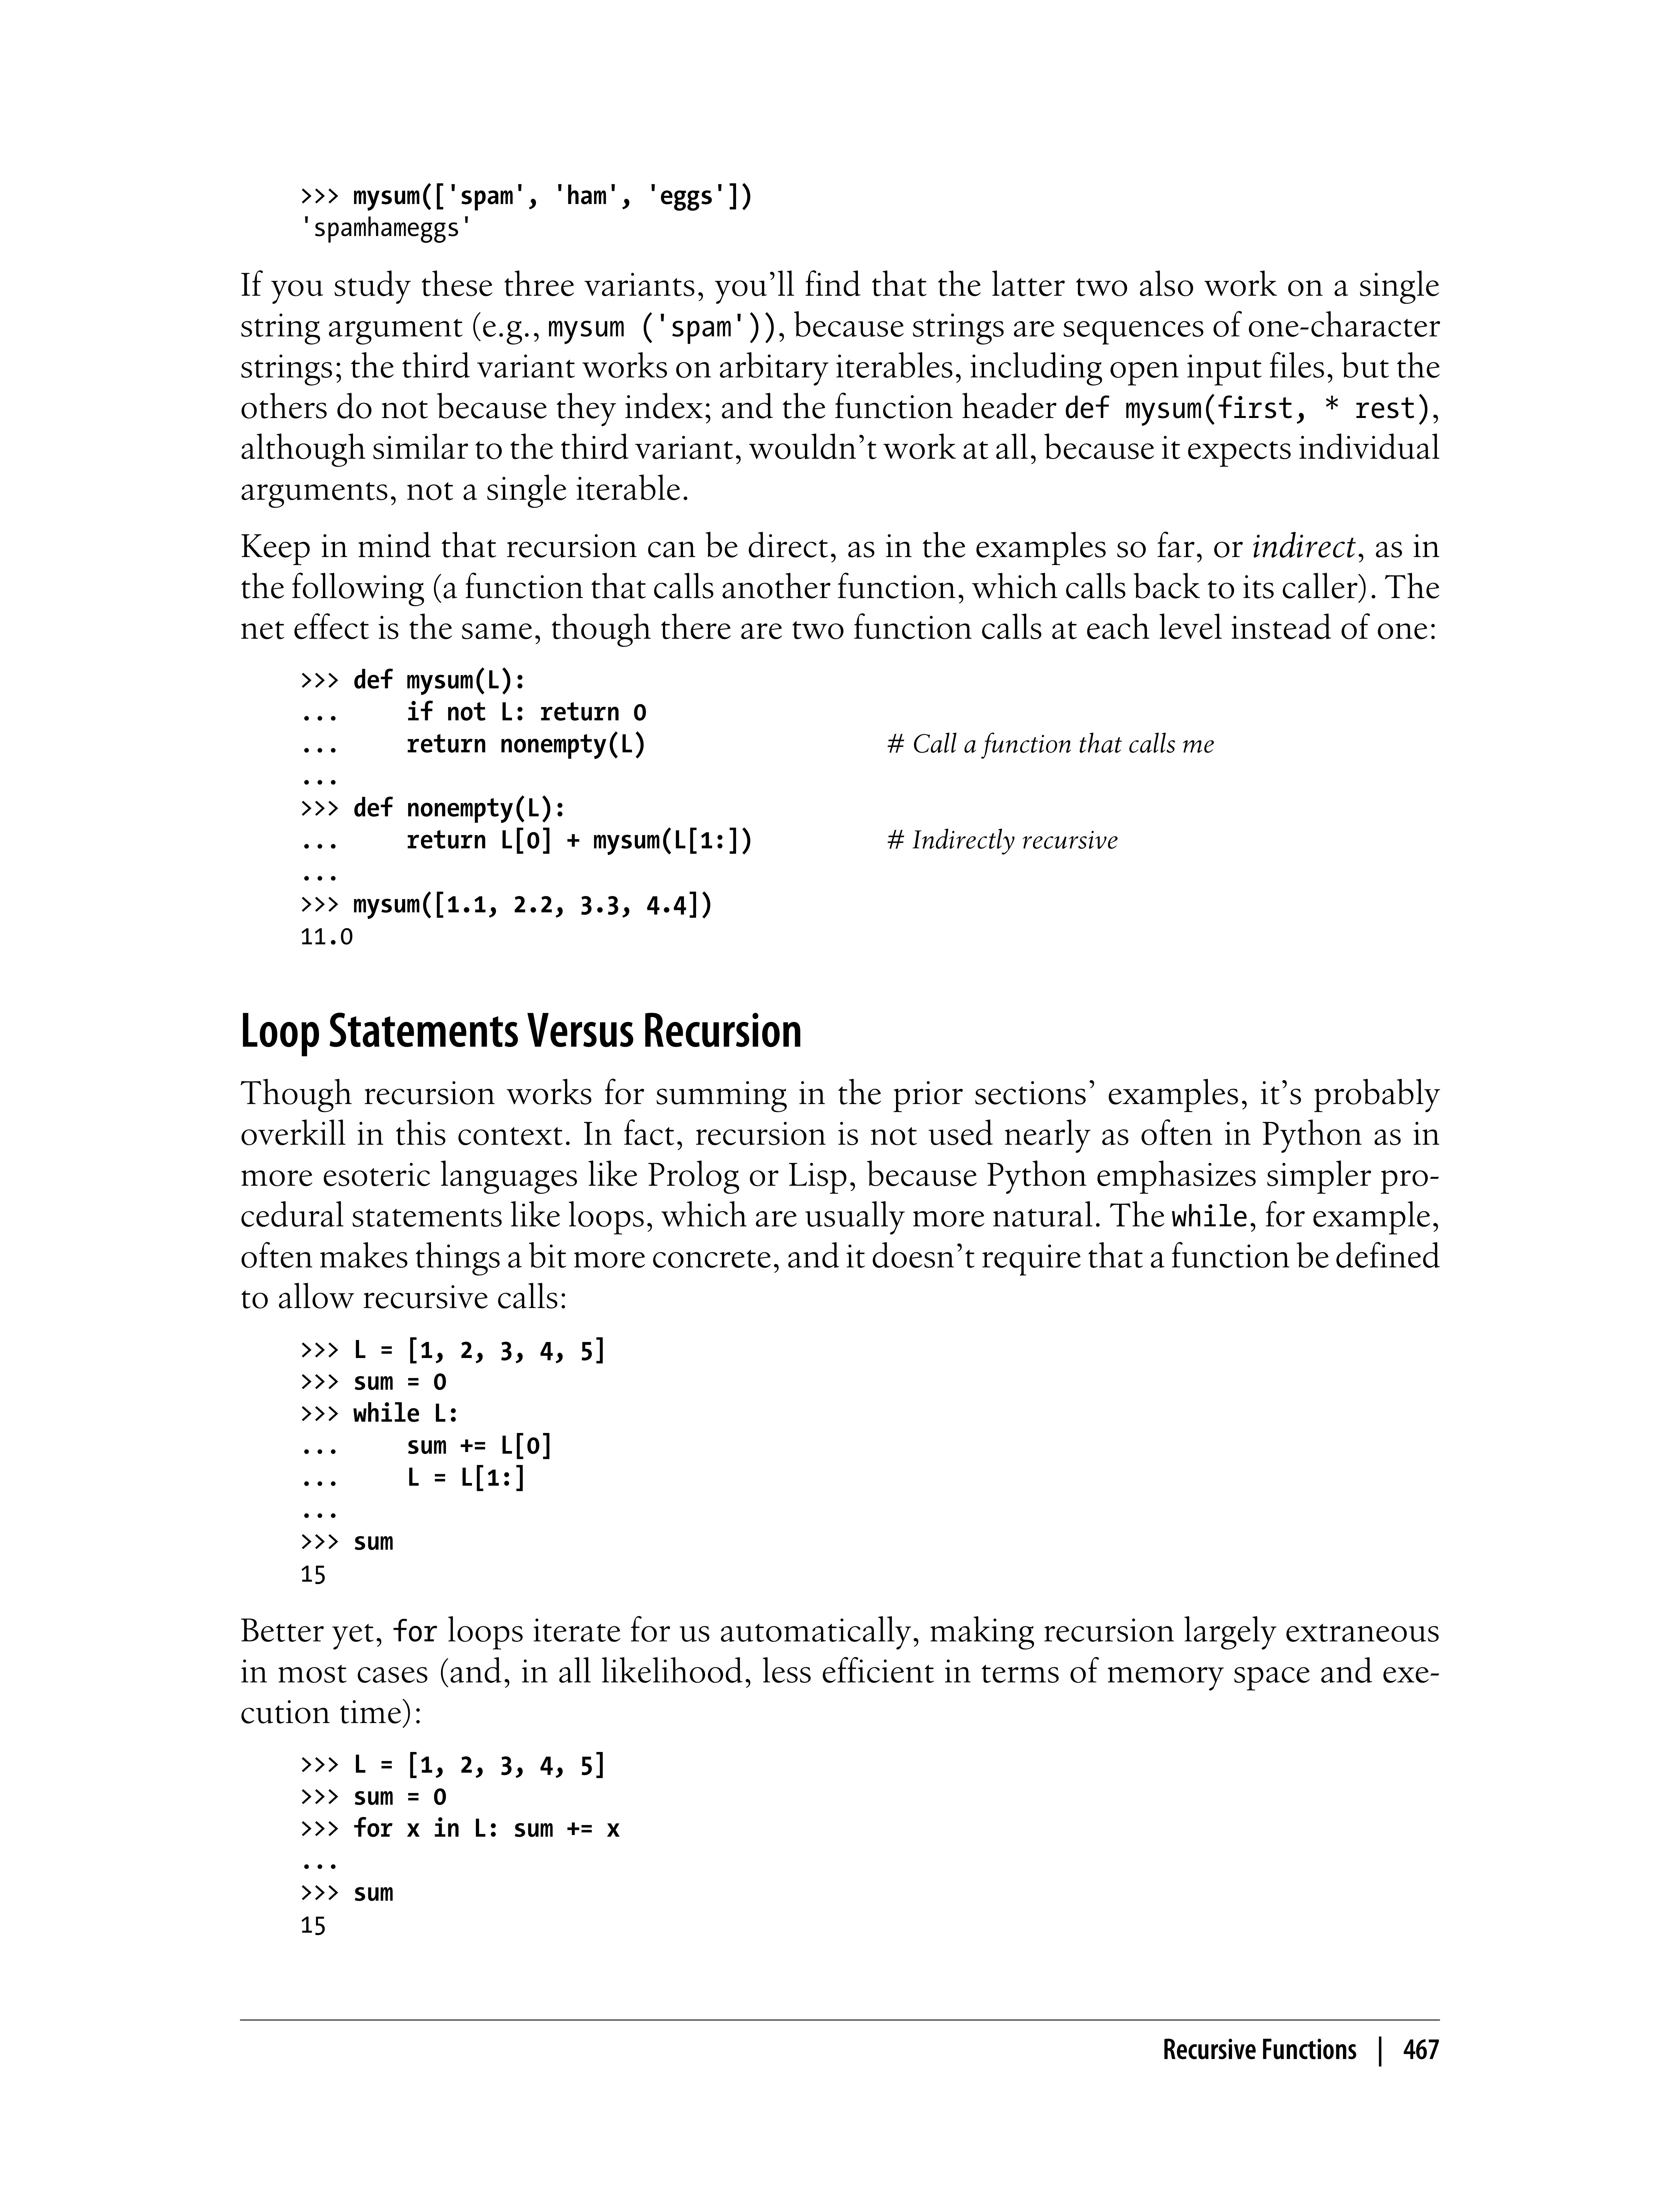 >>> mysum(['spam', 'ham', 'eggs'])
'spamhameggs'
If you study these three variants, you’ll find that the latter two also work on a single
string argument (e.g., mysum ('spam')), because strings are sequences of one-character
strings; the third variant works on arbitary iterables, including open input files, but the
others do not because they index; and the function header def mysum(first, * rest),
although similar to the third variant, wouldn’t work at all, because it expects individual
arguments, not a single iterable.
Keep in mind that recursion can be direct, as in the examples so far, or indirect, as in
the following (a function that calls another function, which calls back to its caller). The
net effect is the same, though there are two function calls at each level instead of one:
>>> def mysum(L):
...     if not L: return 0
...     return nonempty(L)                  # Call a function that calls me
...
>>> def nonempty(L):
...     return L[0] + mysum(L[1:])          # Indirectly recursive
...
>>> mysum([1.1, 2.2, 3.3, 4.4])
11.0
Loop Statements Versus Recursion
Though recursion works for summing in the prior sections’ examples, it’s probably
overkill in this context. In fact, recursion is not used nearly as often in Python as in
more esoteric languages like Prolog or Lisp, because Python emphasizes simpler pro-
cedural statements like loops, which are usually more natural. The while, for example,
often makes things a bit more concrete, and it doesn’t require that a function be defined
to allow recursive calls:
>>> L = [1, 2, 3, 4, 5]
>>> sum = 0
>>> while L:
...     sum += L[0]
...     L = L[1:]
...
>>> sum
15
Better yet, for loops iterate for us automatically, making recursion largely extraneous
in most cases (and, in all likelihood, less efficient in terms of memory space and exe-
cution time):
>>> L = [1, 2, 3, 4, 5]
>>> sum = 0
>>> for x in L: sum += x
...
>>> sum
15
Recursive Functions | 467